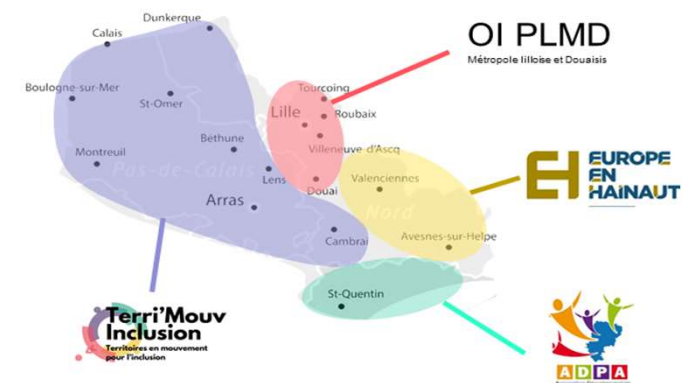 Dunkerque
OI PLMD
Métropole lilloise et Douaisis
Calais
Boulogne-sur-Mer
St-Omer
Tourcoing
Lille
Roubaix
Béthune
Villeneuve d'Ascq
Montreuil
Pas-de-Calais
Lens
Douai
Valenciennes
EH EUROPE
EN
HAINAUT
Arras
Nord
Cambrai
Avesnes-sur-Helpe
St-Quentin
Terri'Mouv
Inclusion
Territoires en mouvement
pour l'inclusion
ADPA